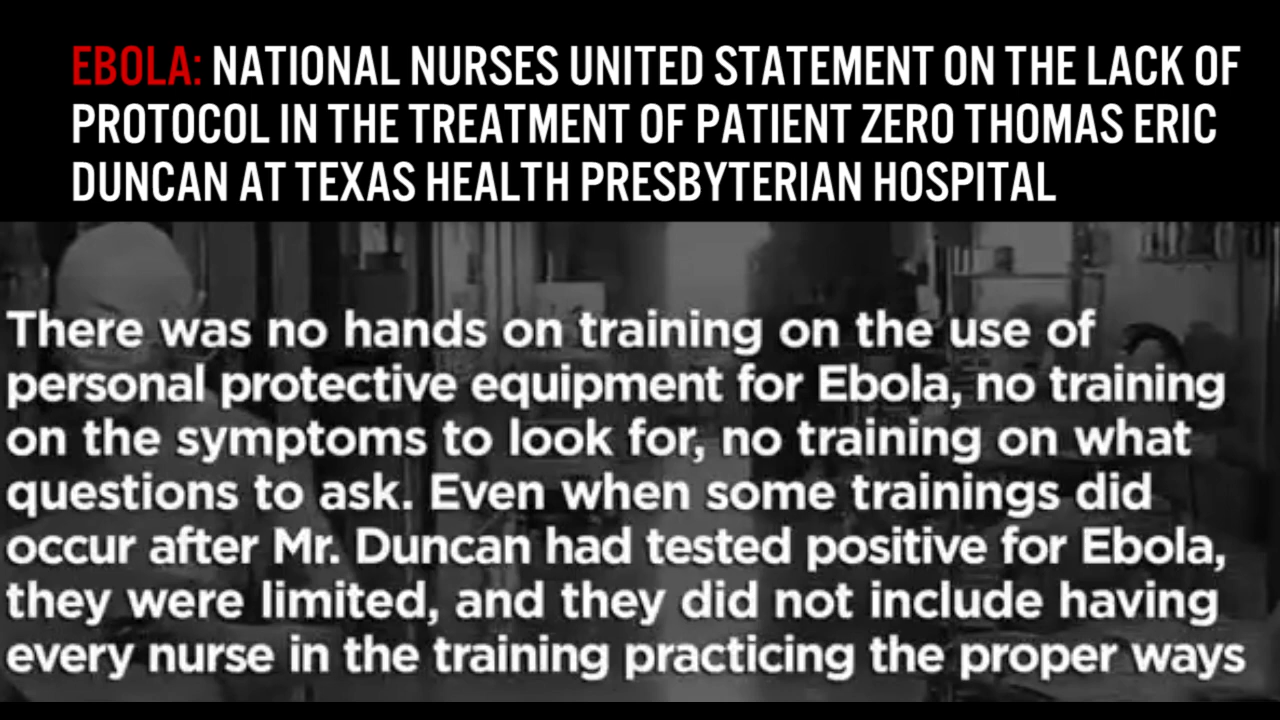 EBOLA: NATIONAL NURSES UNITED STATEMENT ON THE LACK OF
PROTOCOL IN THE TREATMENT OF PATIENT ZERO THOMAS ERIC
DUNCAN AT TEXAS HEALTH PRESBYTERIAN HOSPITAL
There was no hands on training on the use of
personal protective equipment for Ebola, no training
on the symptoms to look for, no training on what
questions to ask. Even when some trainings did
occur after Mr. Duncan had tested positive for Ebola,
they were limited, and they did not include having
every nurse in the training practicing the proper ways